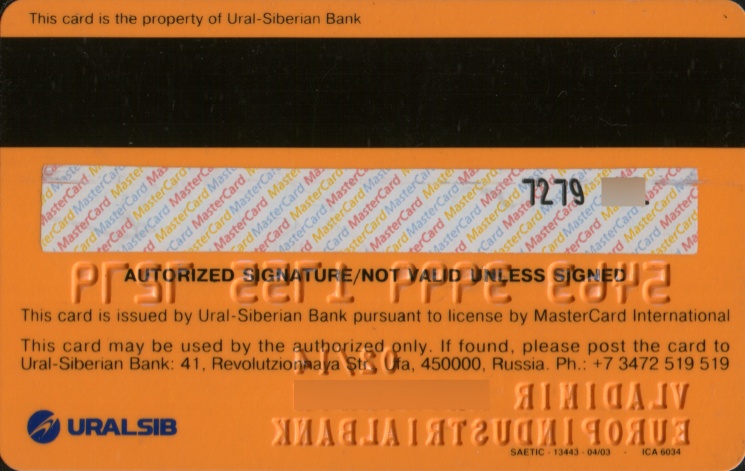 This card is the property of Ural-Siberian Bank
7279
AUTORIZED SIGNATURE/NOT VALID UNLESS SIGNED
This card is issued by Ural-Siberian Bank pursuant to license by MasterCard International
This card may be used by the authorized only. If found, please post the card to
Ural-Siberian Bank: 41, Revolutzionnaya Str. Ufa, 450000, Russia. Ph.: +7 3472 519 519
VLADIMIR
EUROPINDUSTRIALBANK
URALSIB
SAETIC - 13443 - 04/03 - ICA 6034